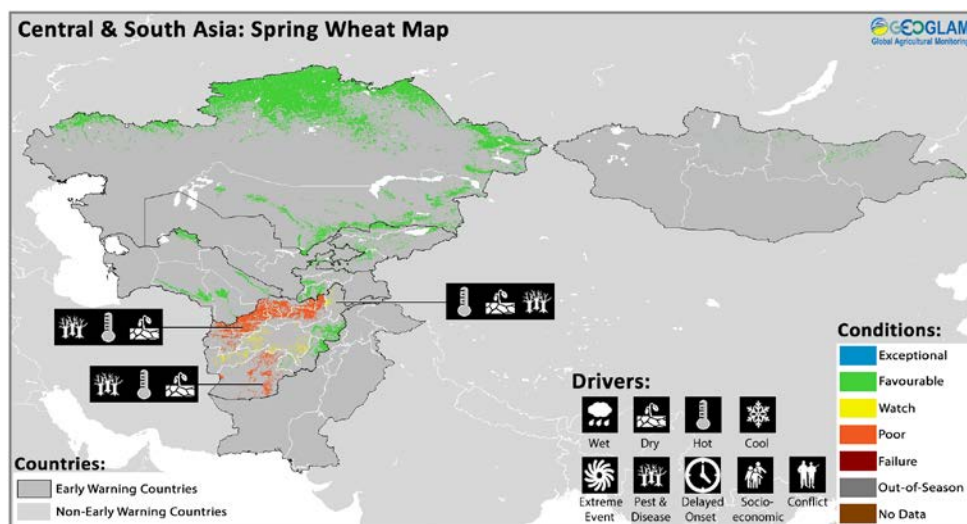 Central & South Asia: Spring Wheat Map
GEOGLAM
Global Agricultural Monitoring
Conditions:
Exceptional
Favourable
Watch
Poor
Failure
Out-of-Season
No Data
Drivers:
Wet
Dry
Hot
Cool
Extreme
Event
Pest &
Disease
Delayed
Onset
Socio-
economic
Conflict
Countries:
Early Warning Countries
Non-Early Warning Countries